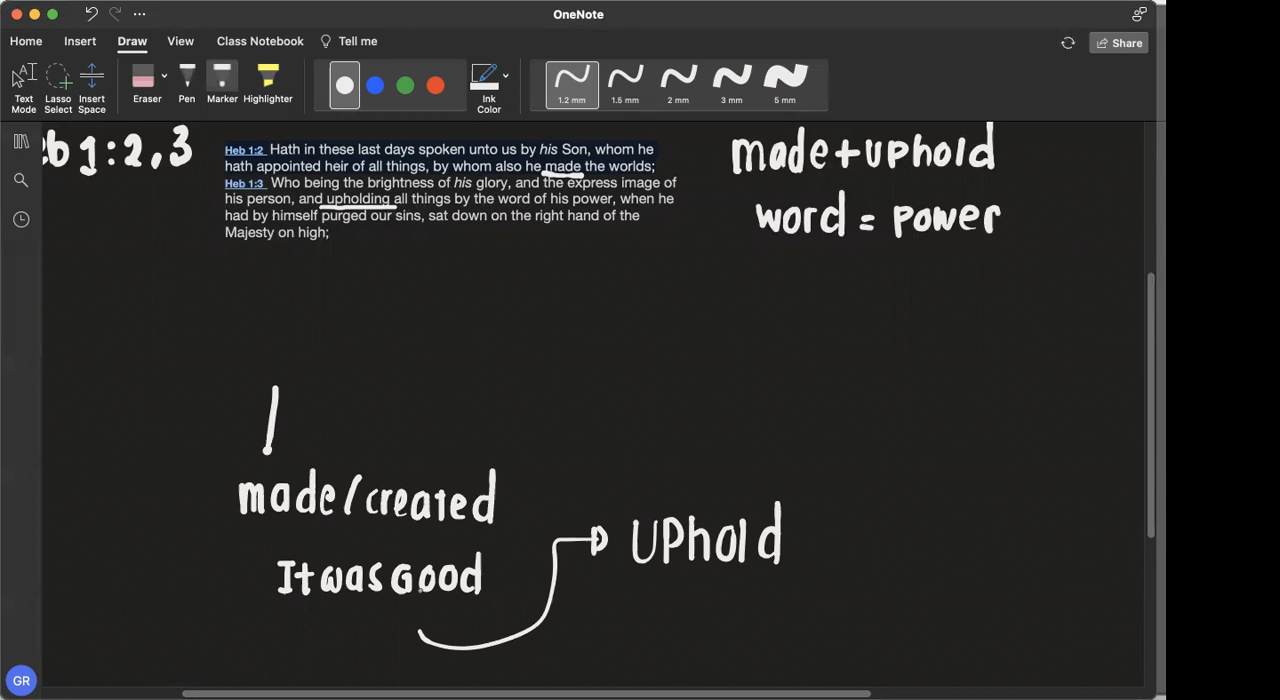 OneNote
Home Insert Draw View Class Notebook Tell me
Share
Text Mode
Lasso Select
Insert Space
Eraser
Pen
Marker
Highlighter
Ink Color
1.2 mm
1.5 mm
2 mm
3 mm
5 mm
eb 1:2,3
Heb 1:2 Hath in these last days spoken unto us by his Son, whom he
hath appointed heir of all things, by whom also he made the worlds;
Heb 1:3 Who being the brightness of his glory, and the express image of
his person, and upholding all things by the word of his power, when he
had by himself purged our sins, sat down on the right hand of the
Majesty on high;
made+uphold
word = power
made/created
It was Good
UPhold
GR